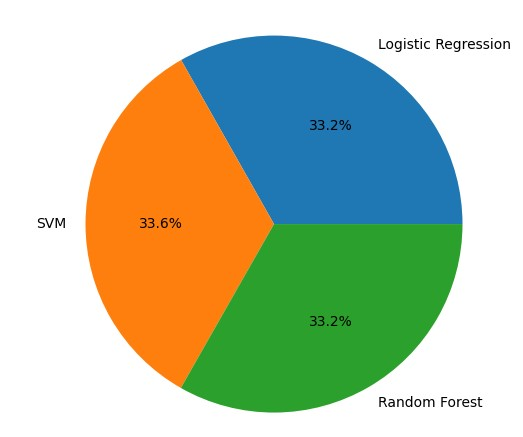 Logistic Regression
33.2%
SVM
33.6%
33.2%
Random Forest